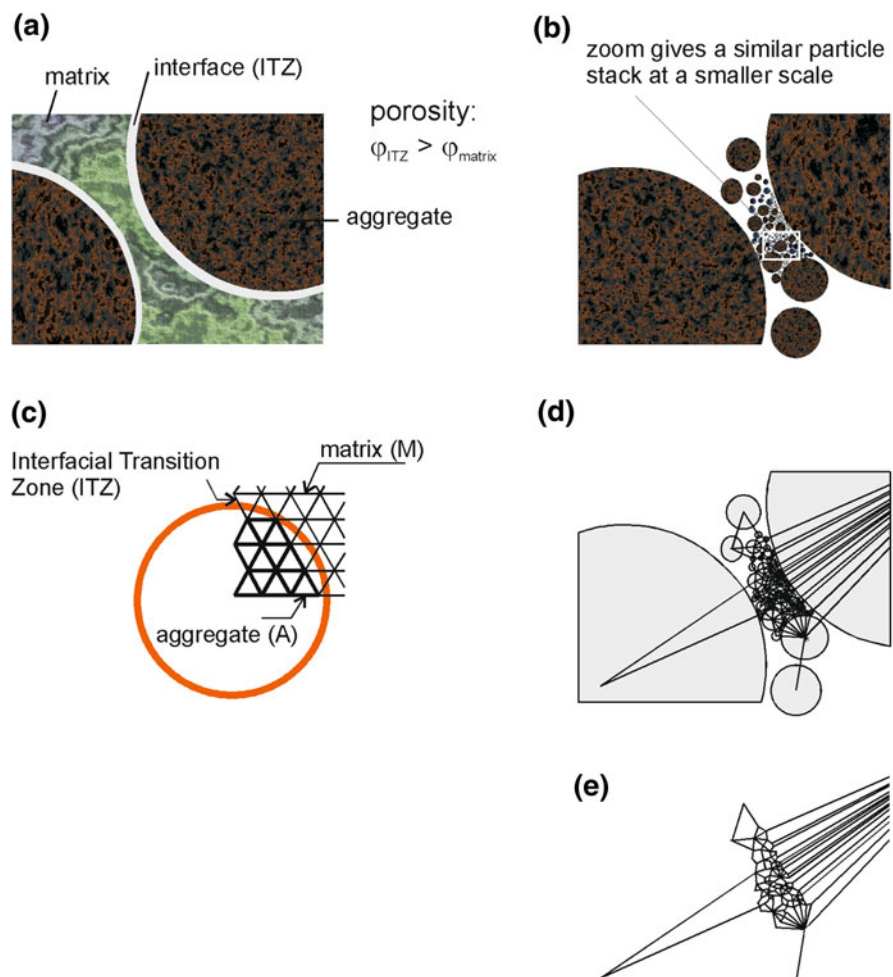 (a)
matrix
interface (ITZ)
porosity:
φITZ > φmatrix
aggregate
(b)
zoom gives a similar particle
stack at a smaller scale
(c)
Interfacial Transition
Zone (ITZ)
matrix (M)
aggregate (A)
(d)
(e)